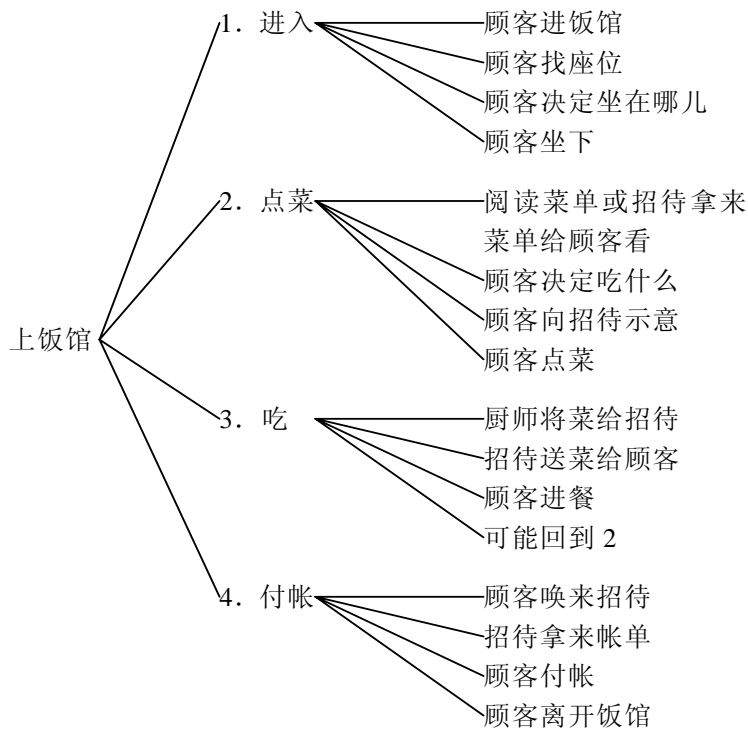 1．进入
顾客进饭馆
顾客找座位
顾客决定坐在哪儿
顾客坐下
2．点菜
阅读菜单或招待拿来
菜单给顾客看
顾客决定吃什么
顾客向招待示意
顾客点菜
上饭馆
3．吃
厨师将菜给招待
招待送菜给顾客
顾客进餐
可能回到 2
4．付帐
顾客唤来招待
招待拿来帐单
顾客付帐
顾客离开饭馆